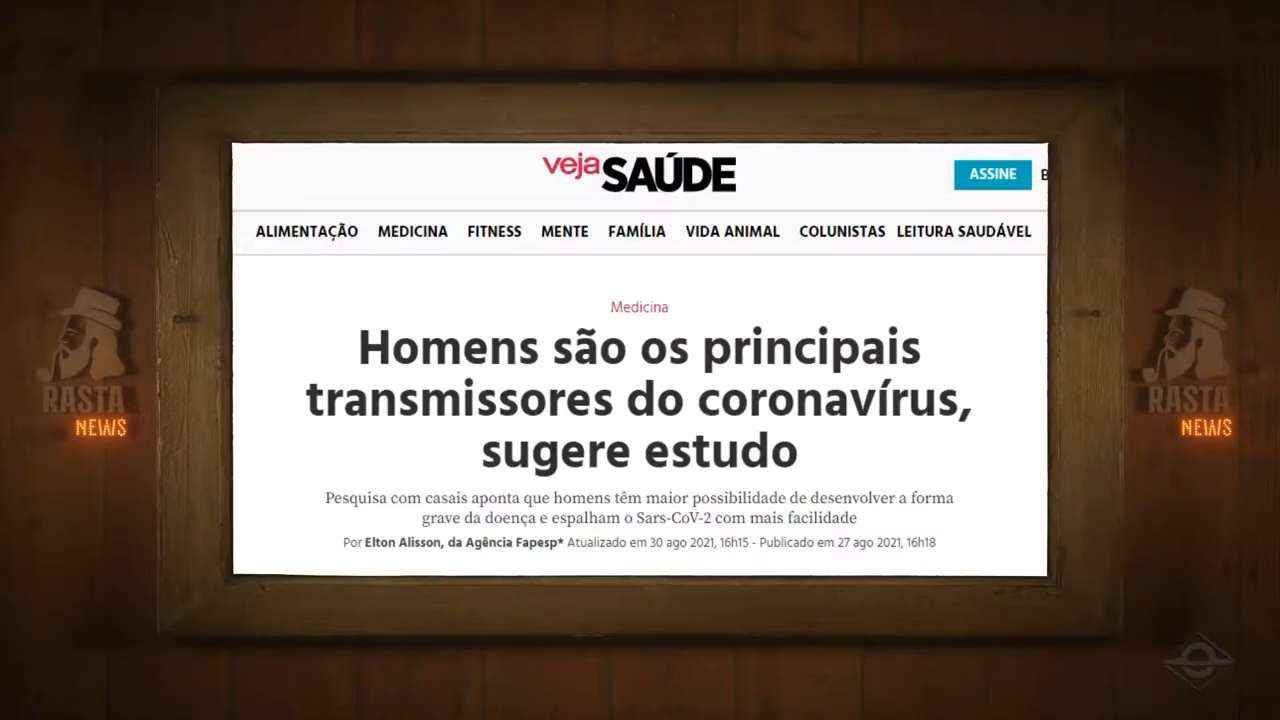 veja SAÚDE
ASSINE
B
ALIMENTAÇÃO MEDICINA FITNESS MENTE FAMÍLIA VIDA ANIMAL COLUNISTAS LEITURA SAUDÁVEL
Medicina
Homens são os principais
transmissores do coronavírus,
sugere estudo
Pesquisa com casais aponta que homens têm maior possibilidade de desenvolver a forma
grave da doença e espalham o Sars-CoV-2 com mais facilidade
Por Elton Alisson, da Agência Fapesp* Atualizado em 30 ago 2021, 16h15 - Publicado em 27 ago 2021, 16h18
RASTA
NEWS
RASTA
NEWS